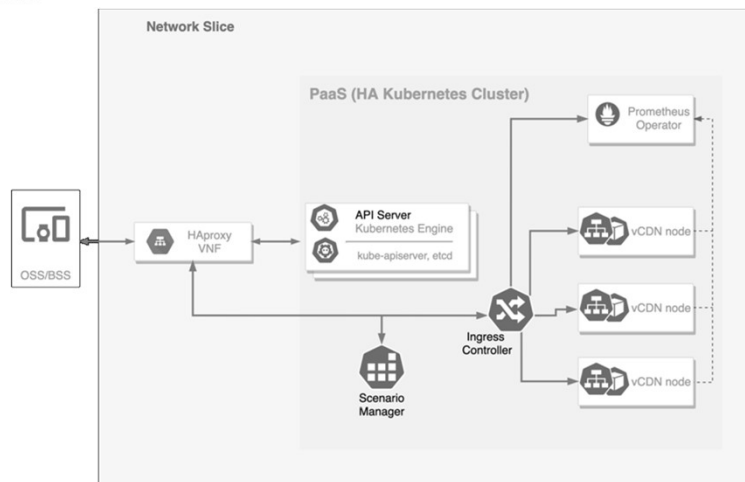 Network Slice
PaaS (HA Kubernetes Cluster)
Prometheus
Operator
API Server
Kubernetes Engine
kube-apiserver, etcd
HAproxy
VNF
OSS/BSS
vCDN node
vCDN node
vCDN node
Ingress
Controller
Scenario
Manager